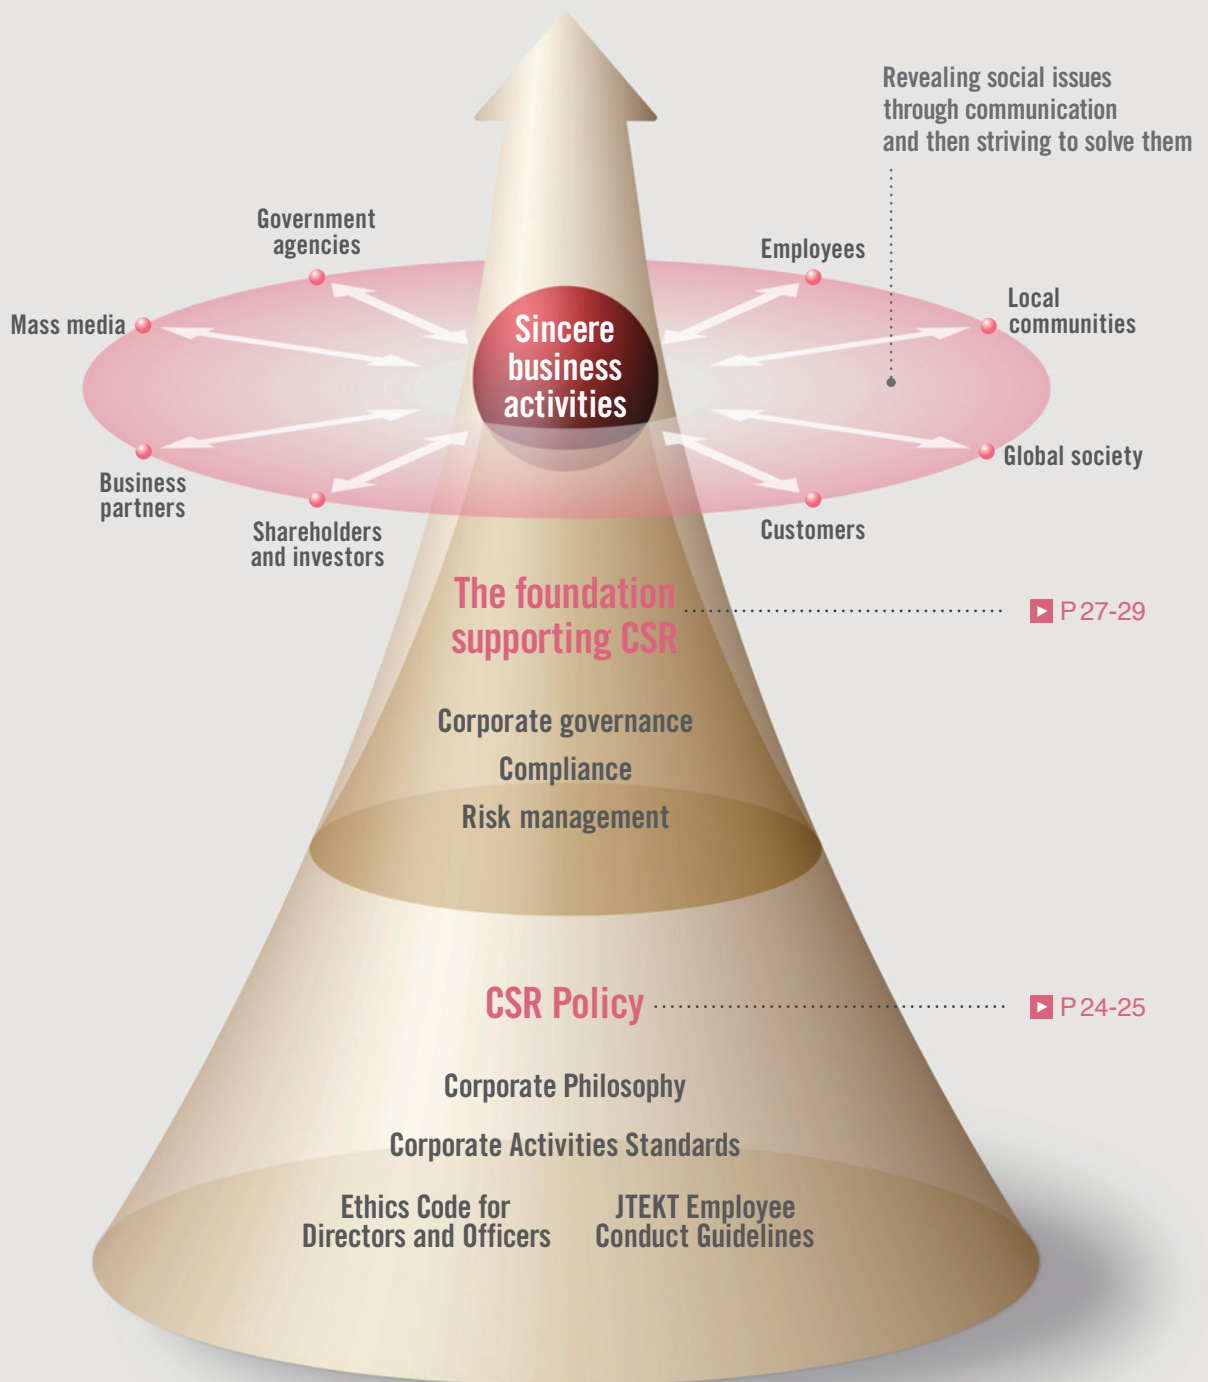 Revealing social issues
through communication
and then striving to solve them
Government
agencies
Employees
Mass media
Local
communities
Sincere
business
activities
Business
partners
Global society
Shareholders
and investors
Customers
The foundation
supporting CSR
P 27-29
Corporate governance
Compliance
Risk management
CSR Policy
P 24-25
Corporate Philosophy
Corporate Activities Standards
Ethics Code for
Directors and Officers
JTEKT Employee
Conduct Guidelines